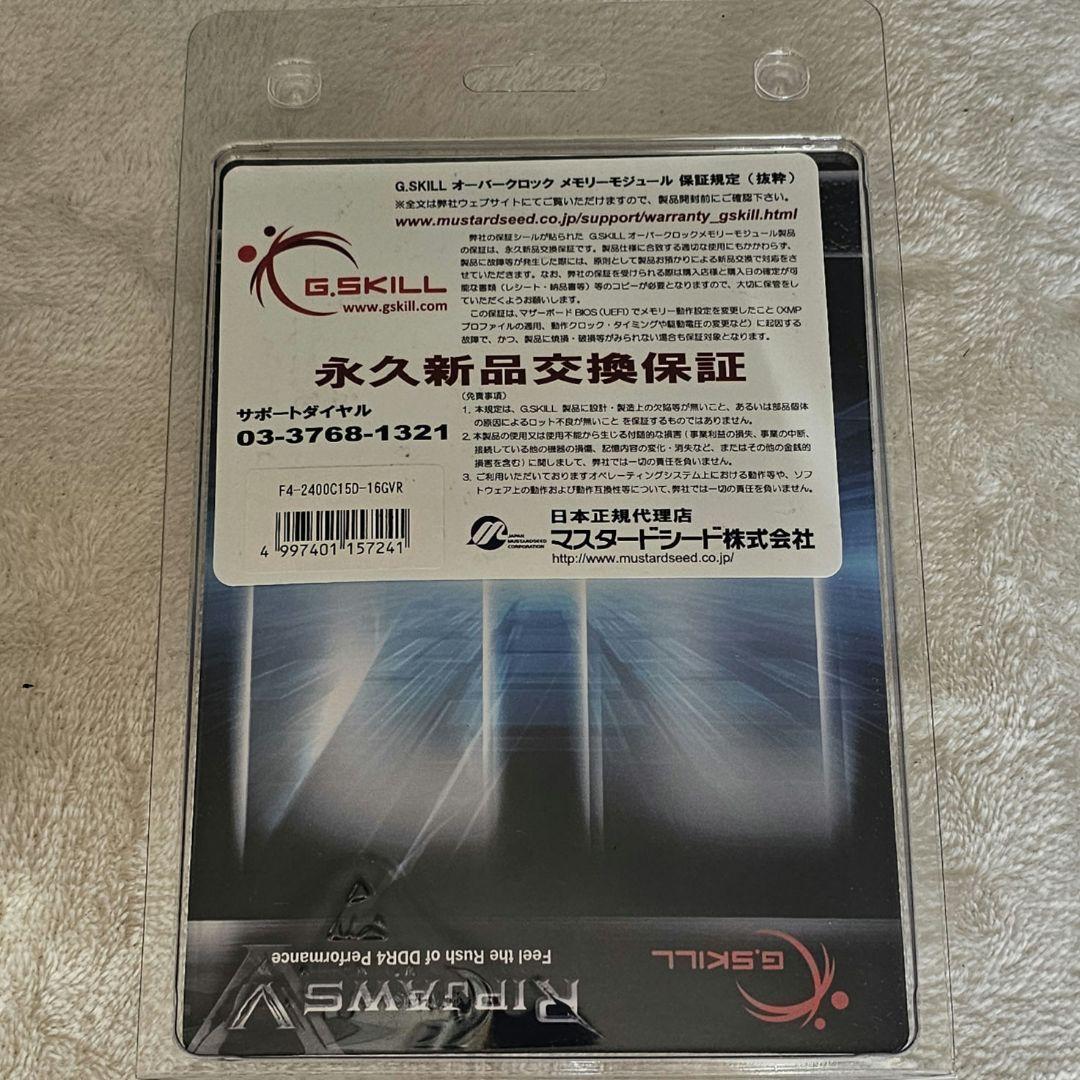 G.SKILL オーバークロック メモリーモジュール 保証規定（抜粋）
※全文は弊社ウェブサイトにてご覧いただけますので、製品開封前にご確認下さい。
www.mustardseed.co.jp/support/warranty_gskill.html
G.SKILL
www.gskill.com
弊社の保証シールが貼られた G.SKILLオーバークロックメモリーモジュール製品
の保証は、永久新品交換保証です。製品仕様に合致する適切な使用にもかかわらず、
製品に故障等が発生した際には、原則として製品お預かりによる新品交換で対応をさ
せていただきます。なお、弊社の保証を受けられる際は購入店様と購入日の確定が可
能な書類（レシート・納品書等）等のコピーが必要となりますので、大切に保管をし
ていただくようお願いします。
この保証は、マザーボード BIOS（UEFI）でメモリー動作設定を変更したこと（XMP
プロファイルの適用、動作クロック・タイミングや駆動電圧の変更など）に起因する
故障で、かつ、製品に焼損・破損等がみられない場合も保証対象となります。
永久新品交換保証
サポートダイヤル
03-3768-1321
（免責事項）
1. 本規定は、G.SKILL 製品に設計・製造上の欠陥等が無いこと、あるいは部品個体
の原因によるロット不良が無いこと を保証するものではありません。
2. 本製品の使用又は使用不能から生じる付随的な損害（事業利益の損失、事業の中断、
接続している他の機器の損傷、記憶内容の変化・消失など、またはその他の金銭的
損害を含む）に関しまして、弊社では一切の責任を負いません。
3. ご利用いただいておりますオペレーティングシステム上における動作等や、ソフ
トウェア上の動作および動作互換性等について、弊社では一切の責任を負いません。
F4-2400C15D-16GVR
4 997401 157241
JAPAN
MUSTARDSEED
CORPORATION
日本正規代理店
マスタードシード株式会社
http://www.mustardseed.co.jp/
G.SKILL
Feel the Rush of DDR4 Performance
RIPJAWS V